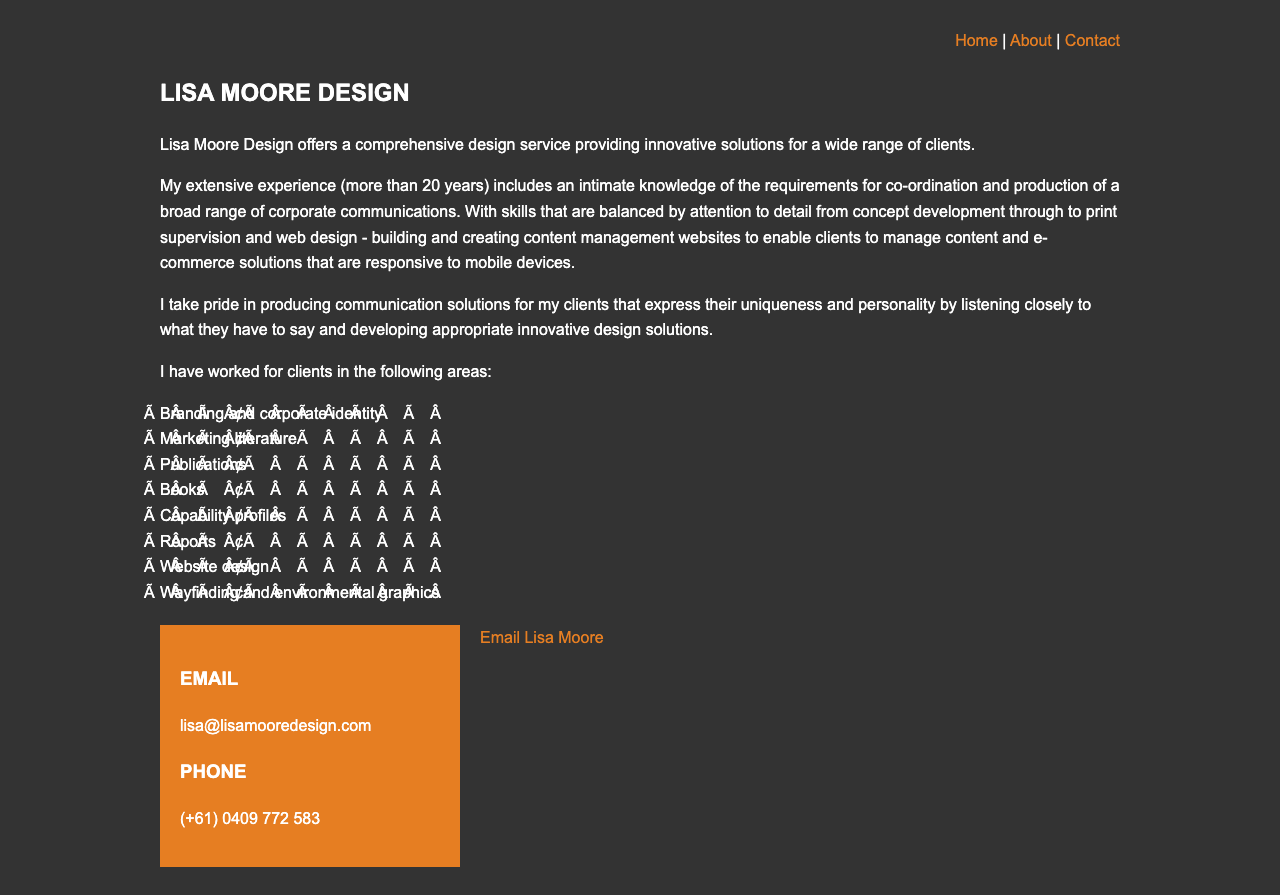 Home | About | Contact
LISA MOORE DESIGN
Lisa Moore Design offers a comprehensive design service providing innovative solutions for a wide range of clients.
My extensive experience (more than 20 years) includes an intimate knowledge of the requirements for co-ordination and production of a
broad range of corporate communications. With skills that are balanced by attention to detail from concept development through to print
supervision and web design - building and creating content management websites to enable clients to manage content and e-
commerce solutions that are responsive to mobile devices.
I take pride in producing communication solutions for my clients that express their uniqueness and personality by listening closely to
what they have to say and developing appropriate innovative design solutions.
I have worked for clients in the following areas:
Branding and corporate identity
Marketing literature
Publications
Books
Capability profiles
Reports
Website design
Wayfinding and environmental graphics
Email Lisa Moore
EMAIL
lisa@lisamooredesign.com
PHONE
(+61) 0409 772 583